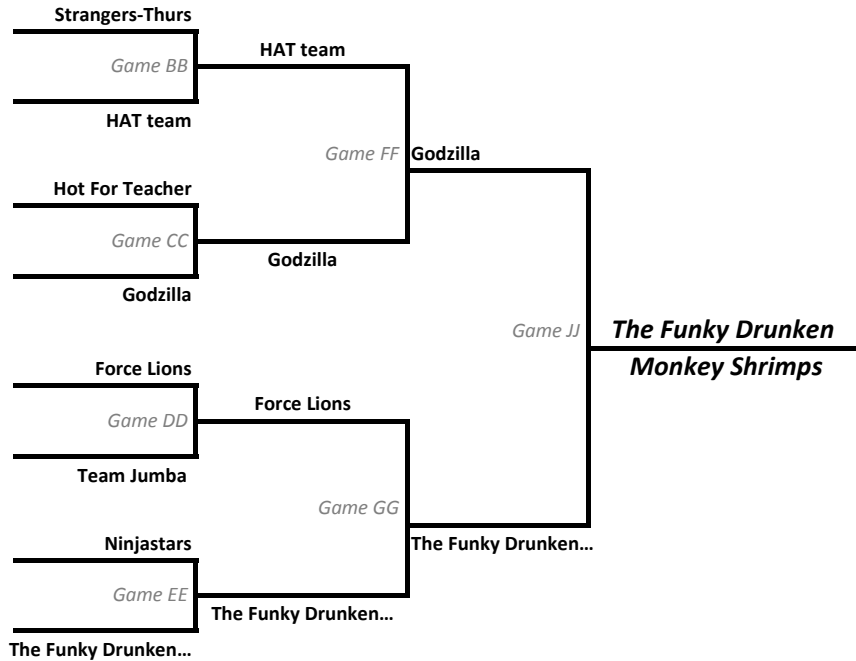 Strangers-Thurs
HAT team
Game BB
HAT team
Game FF
Godzilla
Hot For Teacher
Game CC
Godzilla
Godzilla
Game JJ
The Funky Drunken
Monkey Shrimps
Force Lions
Force Lions
Game DD
Team Jumba
Game GG
Ninjastars
The Funky Drunken...
Game EE
The Funky Drunken...
The Funky Drunken...